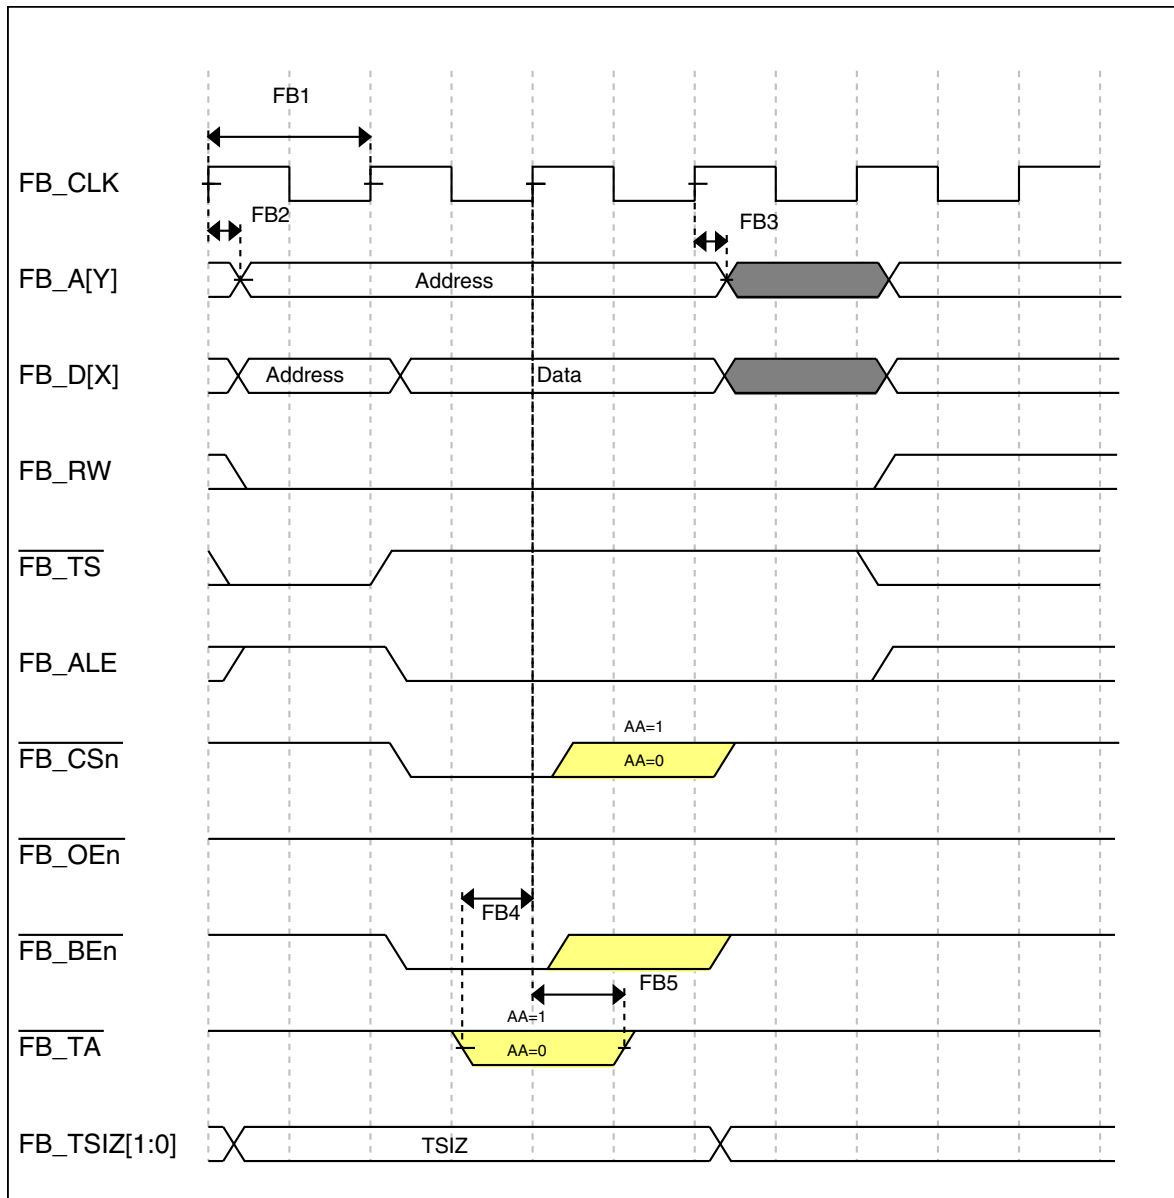 FB1
FB_CLK
FB2
FB3
FB_A[Y]
Address
FB_D[X]
Address
Data
FB_RW
FB_TS
FB_ALE
AA=1
FB_CSn
AA=0
FB_OEn
FB4
FB_BEn
FB5
AA=1
FB_TA
AA=0
FB_TSIZ[1:0]
TSIZ